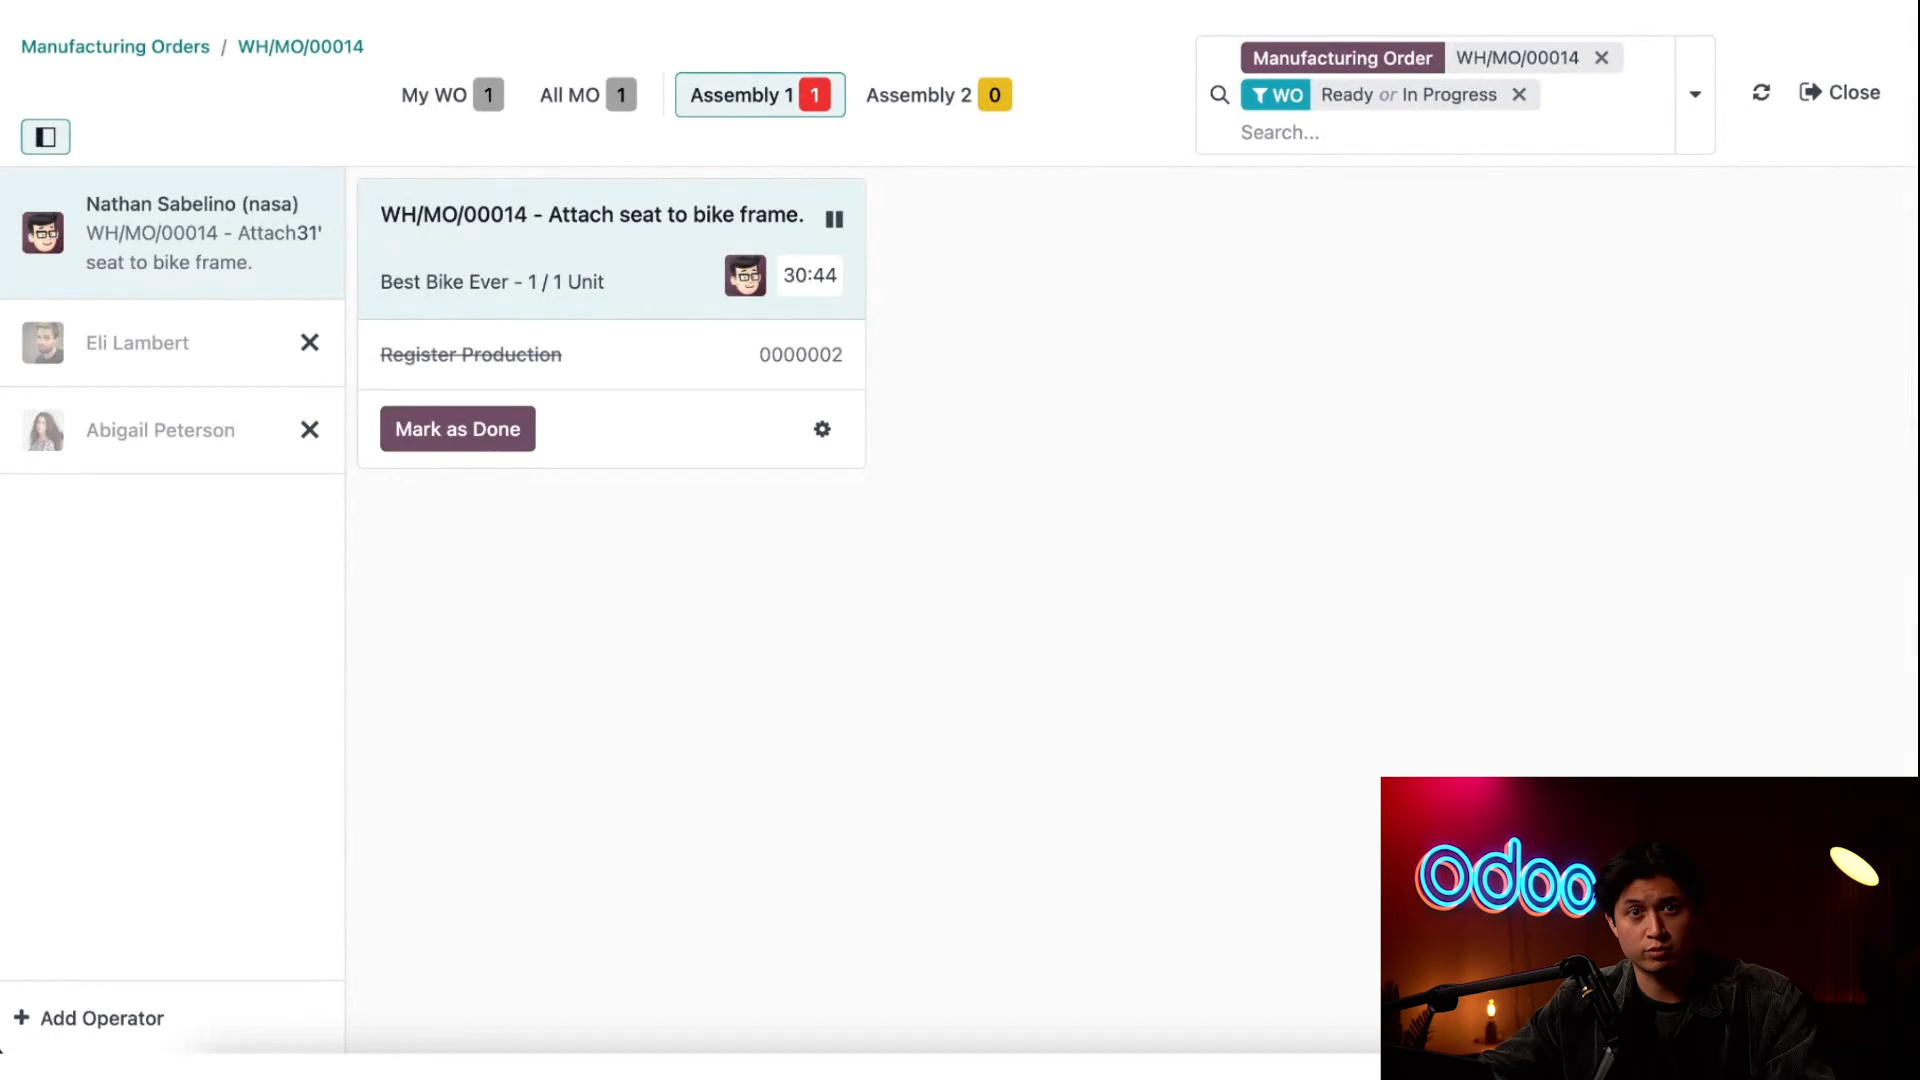 Manufacturing Orders / WH/MO/00014
My WO 1
All MO 1
Assembly 1 1
Assembly 2 0
Manufacturing Order WH/MO/00014
WO Ready or In Progress
Search...
Close
Nathan Sabelino (nasa)
WH/MO/00014 - Attach 31'
seat to bike frame.
Eli Lambert
Abigail Peterson
Add Operator
WH/MO/00014 - Attach seat to bike frame.
Best Bike Ever - 1 / 1 Unit
30:44
Register Production 0000002
Mark as Done
odoo